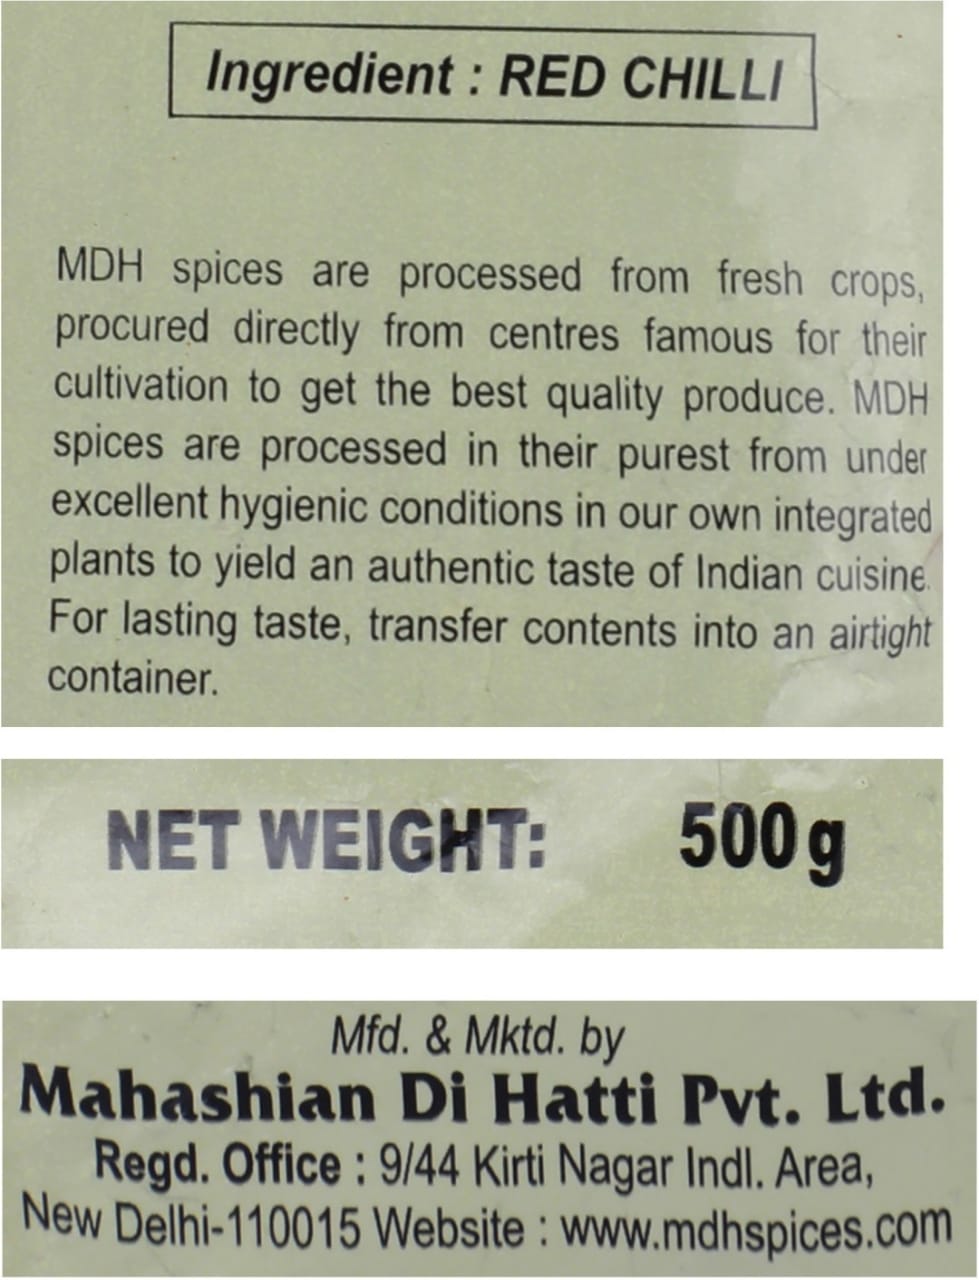 Ingredient : RED CHILLI
MDH spices are processed from fresh crops,
procured directly from centres famous for their
cultivation to get the best quality produce. MDH
spices are processed in their purest from under
excellent hygienic conditions in our own integrated
plants to yield an authentic taste of Indian cuisine.
For lasting taste, transfer contents into an airtight
container.
NET WEIGHT: 500 g
Mfd. & Mktd. by
Mahashian Di Hatti Pvt. Ltd.
Regd. Office : 9/44 Kirti Nagar Indl. Area,
New Delhi-110015 Website : www.mdhspices.com